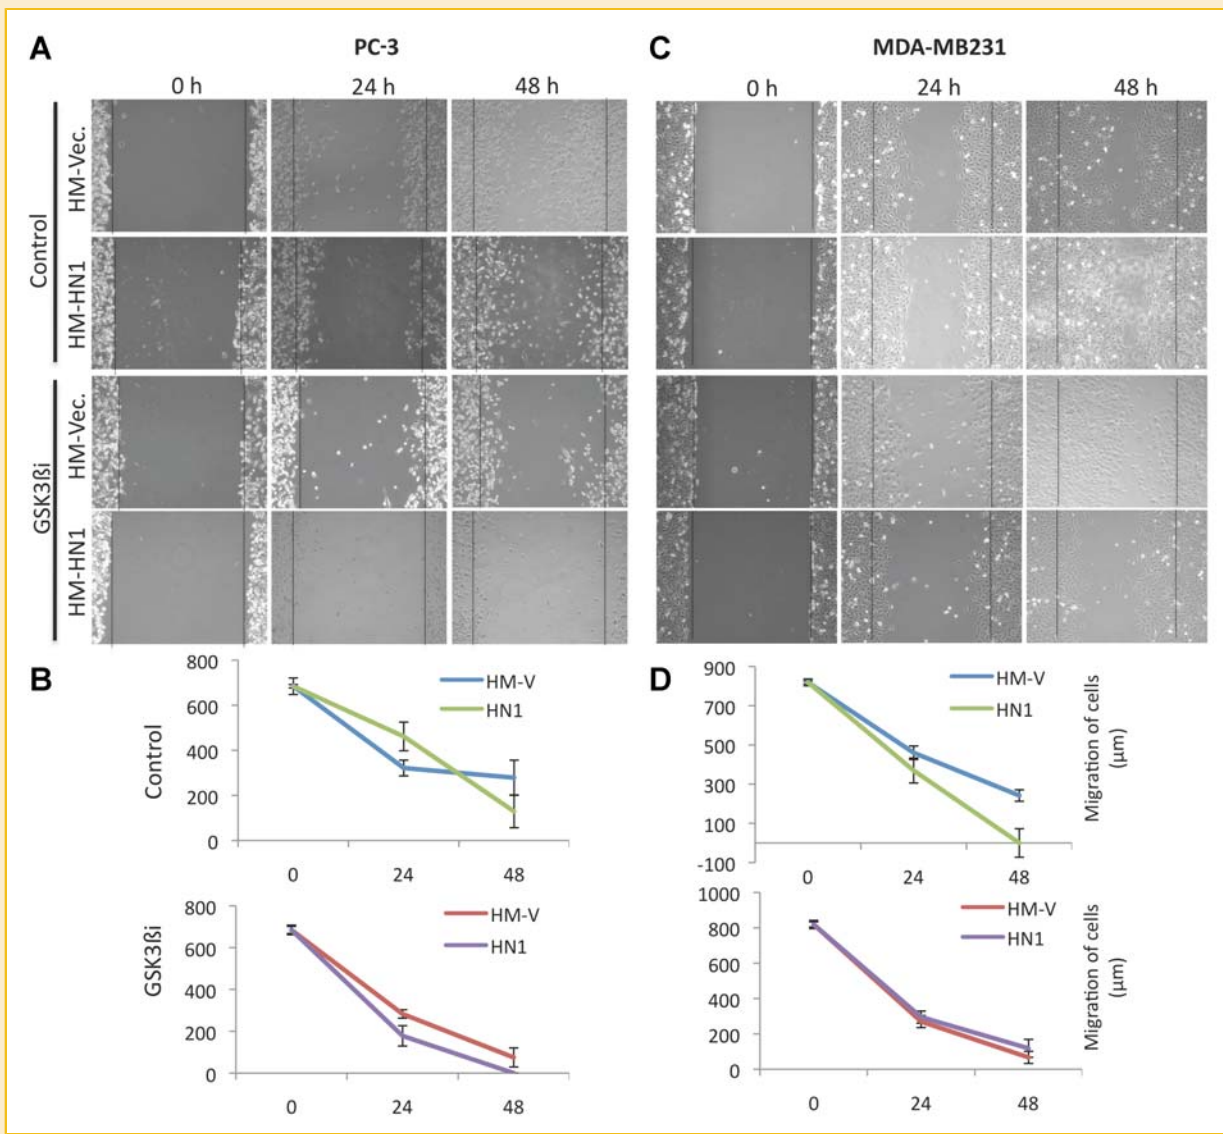 A
PC-3
0 h
24 h
48 h
Control
HM-Vec.
HM-HN1
GSK3ßi
HM-Vec.
HM-HN1
C
MDA-MB231
0 h
24 h
48 h
B
Control
800
600
400
200
0
0
24
48
HM-V
HN1
GSK3ßi
800
600
400
200
0
0
24
48
HM-V
HN1
D
900
700
500
300
100
-100
0
24
48
HM-V
HN1
Migration of cells
(µm)
1000
800
600
400
200
0
0
24
48
HM-V
HN1
Migration of cells
(µm)